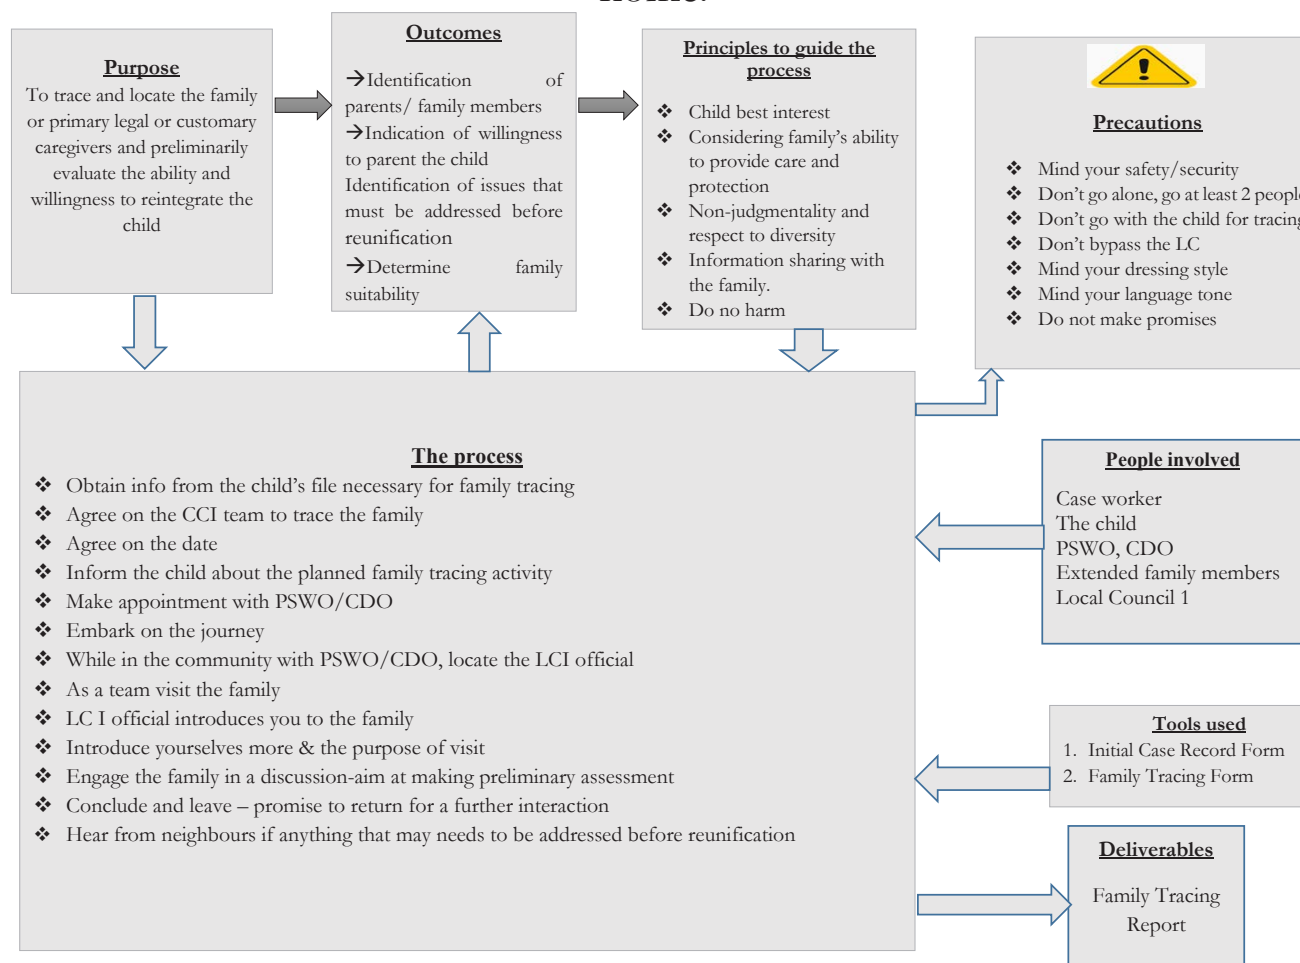 Purpose
To trace and locate the family
or primary legal or customary
caregivers and preliminarily
evaluate the ability and
willingness to reintegrate the
child
Outcomes
→Identification of
parents/ family members
→Indication of willingness
to parent the child
Identification of issues that
must be addressed before
reunification
→Determine family
suitability
Principles to guide the
process
❖ Child best interest
❖ Considering family's ability
to provide care and
protection
❖ Non-judgmentality and
respect to diversity
❖ Information sharing with
the family.
❖ Do no harm
Precautions
❖ Mind your safety/security
❖ Don't go alone, go at least 2 people
❖ Don't go with the child for tracing
❖ Don't bypass the LC
❖ Mind your dressing style
❖ Mind your language tone
❖ Do not make promises
The process
❖ Obtain info from the child's file necessary for family tracing
❖ Agree on the CCI team to trace the family
❖ Agree on the date
❖ Inform the child about the planned family tracing activity
❖ Make appointment with PSWO/CDO
❖ Embark on the journey
❖ While in the community with PSWO/CDO, locate the LCI official
❖ As a team visit the family
❖ LC I official introduces you to the family
❖ Introduce yourselves more & the purpose of visit
❖ Engage the family in a discussion-aim at making preliminary assessment
❖ Conclude and leave – promise to return for a further interaction
❖ Hear from neighbours if anything that may needs to be addressed before reunification
People involved
Case worker
The child
PSWO, CDO
Extended family members
Local Council 1
Tools used
1. Initial Case Record Form
2. Family Tracing Form
Deliverables
Family Tracing
Report